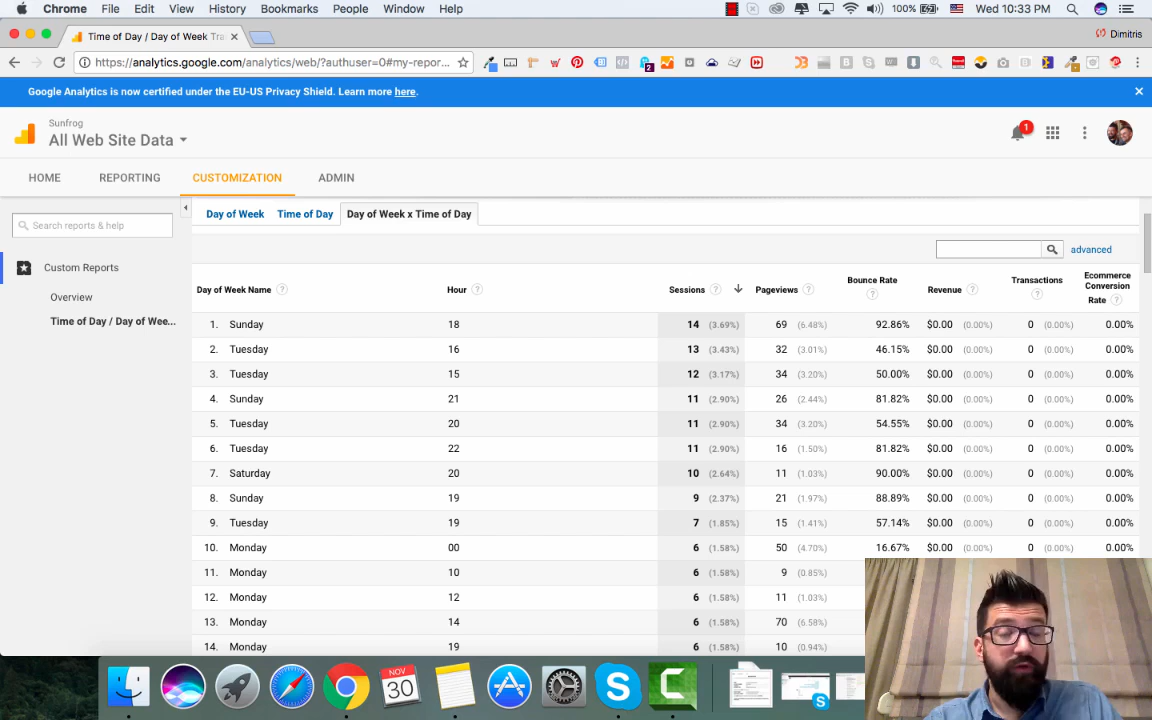 Chrome File Edit View History Bookmarks People Window Help 100% Wed 10:33 PM
Time of Day / Day of Week Tra Dimitris
https://analytics.google.com/analytics/web/?authuser=0#my-repor...
Google Analytics is now certified under the EU-US Privacy Shield. Learn more here.
Sunfrog
All Web Site Data
1
HOME REPORTING CUSTOMIZATION ADMIN
Search reports & help
Custom Reports
Overview
Time of Day / Day of Wee...
Day of Week Time of Day Day of Week x Time of Day
advanced
Day of Week Name Hour Sessions Pageviews Bounce Rate Revenue Transactions Ecommerce Conversion Rate
1. Sunday 18 14 (3.69%) 69 (6.48%) 92.86% $0.00 (0.00%) 0 (0.00%) 0.00%
2. Tuesday 16 13 (3.43%) 32 (3.01%) 46.15% $0.00 (0.00%) 0 (0.00%) 0.00%
3. Tuesday 15 12 (3.17%) 34 (3.20%) 50.00% $0.00 (0.00%) 0 (0.00%) 0.00%
4. Sunday 21 11 (2.90%) 26 (2.44%) 81.82% $0.00 (0.00%) 0 (0.00%) 0.00%
5. Tuesday 20 11 (2.90%) 34 (3.20%) 54.55% $0.00 (0.00%) 0 (0.00%) 0.00%
6. Tuesday 22 11 (2.90%) 16 (1.50%) 81.82% $0.00 (0.00%) 0 (0.00%) 0.00%
7. Saturday 20 10 (2.64%) 11 (1.03%) 90.00% $0.00 (0.00%) 0 (0.00%) 0.00%
8. Sunday 19 9 (2.37%) 21 (1.97%) 88.89% $0.00 (0.00%) 0 (0.00%) 0.00%
9. Tuesday 19 7 (1.85%) 15 (1.41%) 57.14% $0.00 (0.00%) 0 (0.00%) 0.00%
10. Monday 00 6 (1.58%) 50 (4.70%) 16.67% $0.00 (0.00%) 0 (0.00%) 0.00%
11. Monday 10 6 (1.58%) 9 (0.85%)
12. Monday 12 6 (1.58%) 11 (1.03%)
13. Monday 14 6 (1.58%) 70 (6.58%)
14. Monday 19 6 (1.58%) 10 (0.94%)
NOV
30